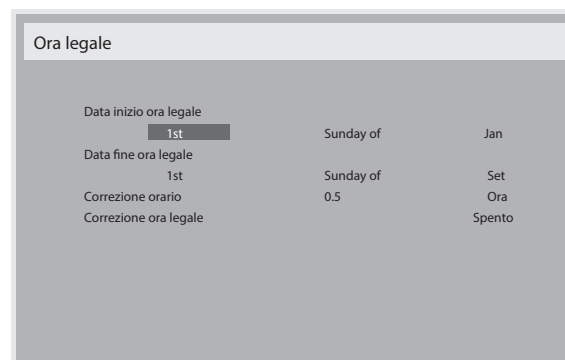 Ora legale
Data inizio ora legale
1st Sunday of Jan
Data fine ora legale
1st Sunday of Set
Correzione orario 0.5 Ora
Correzione ora legale Spento